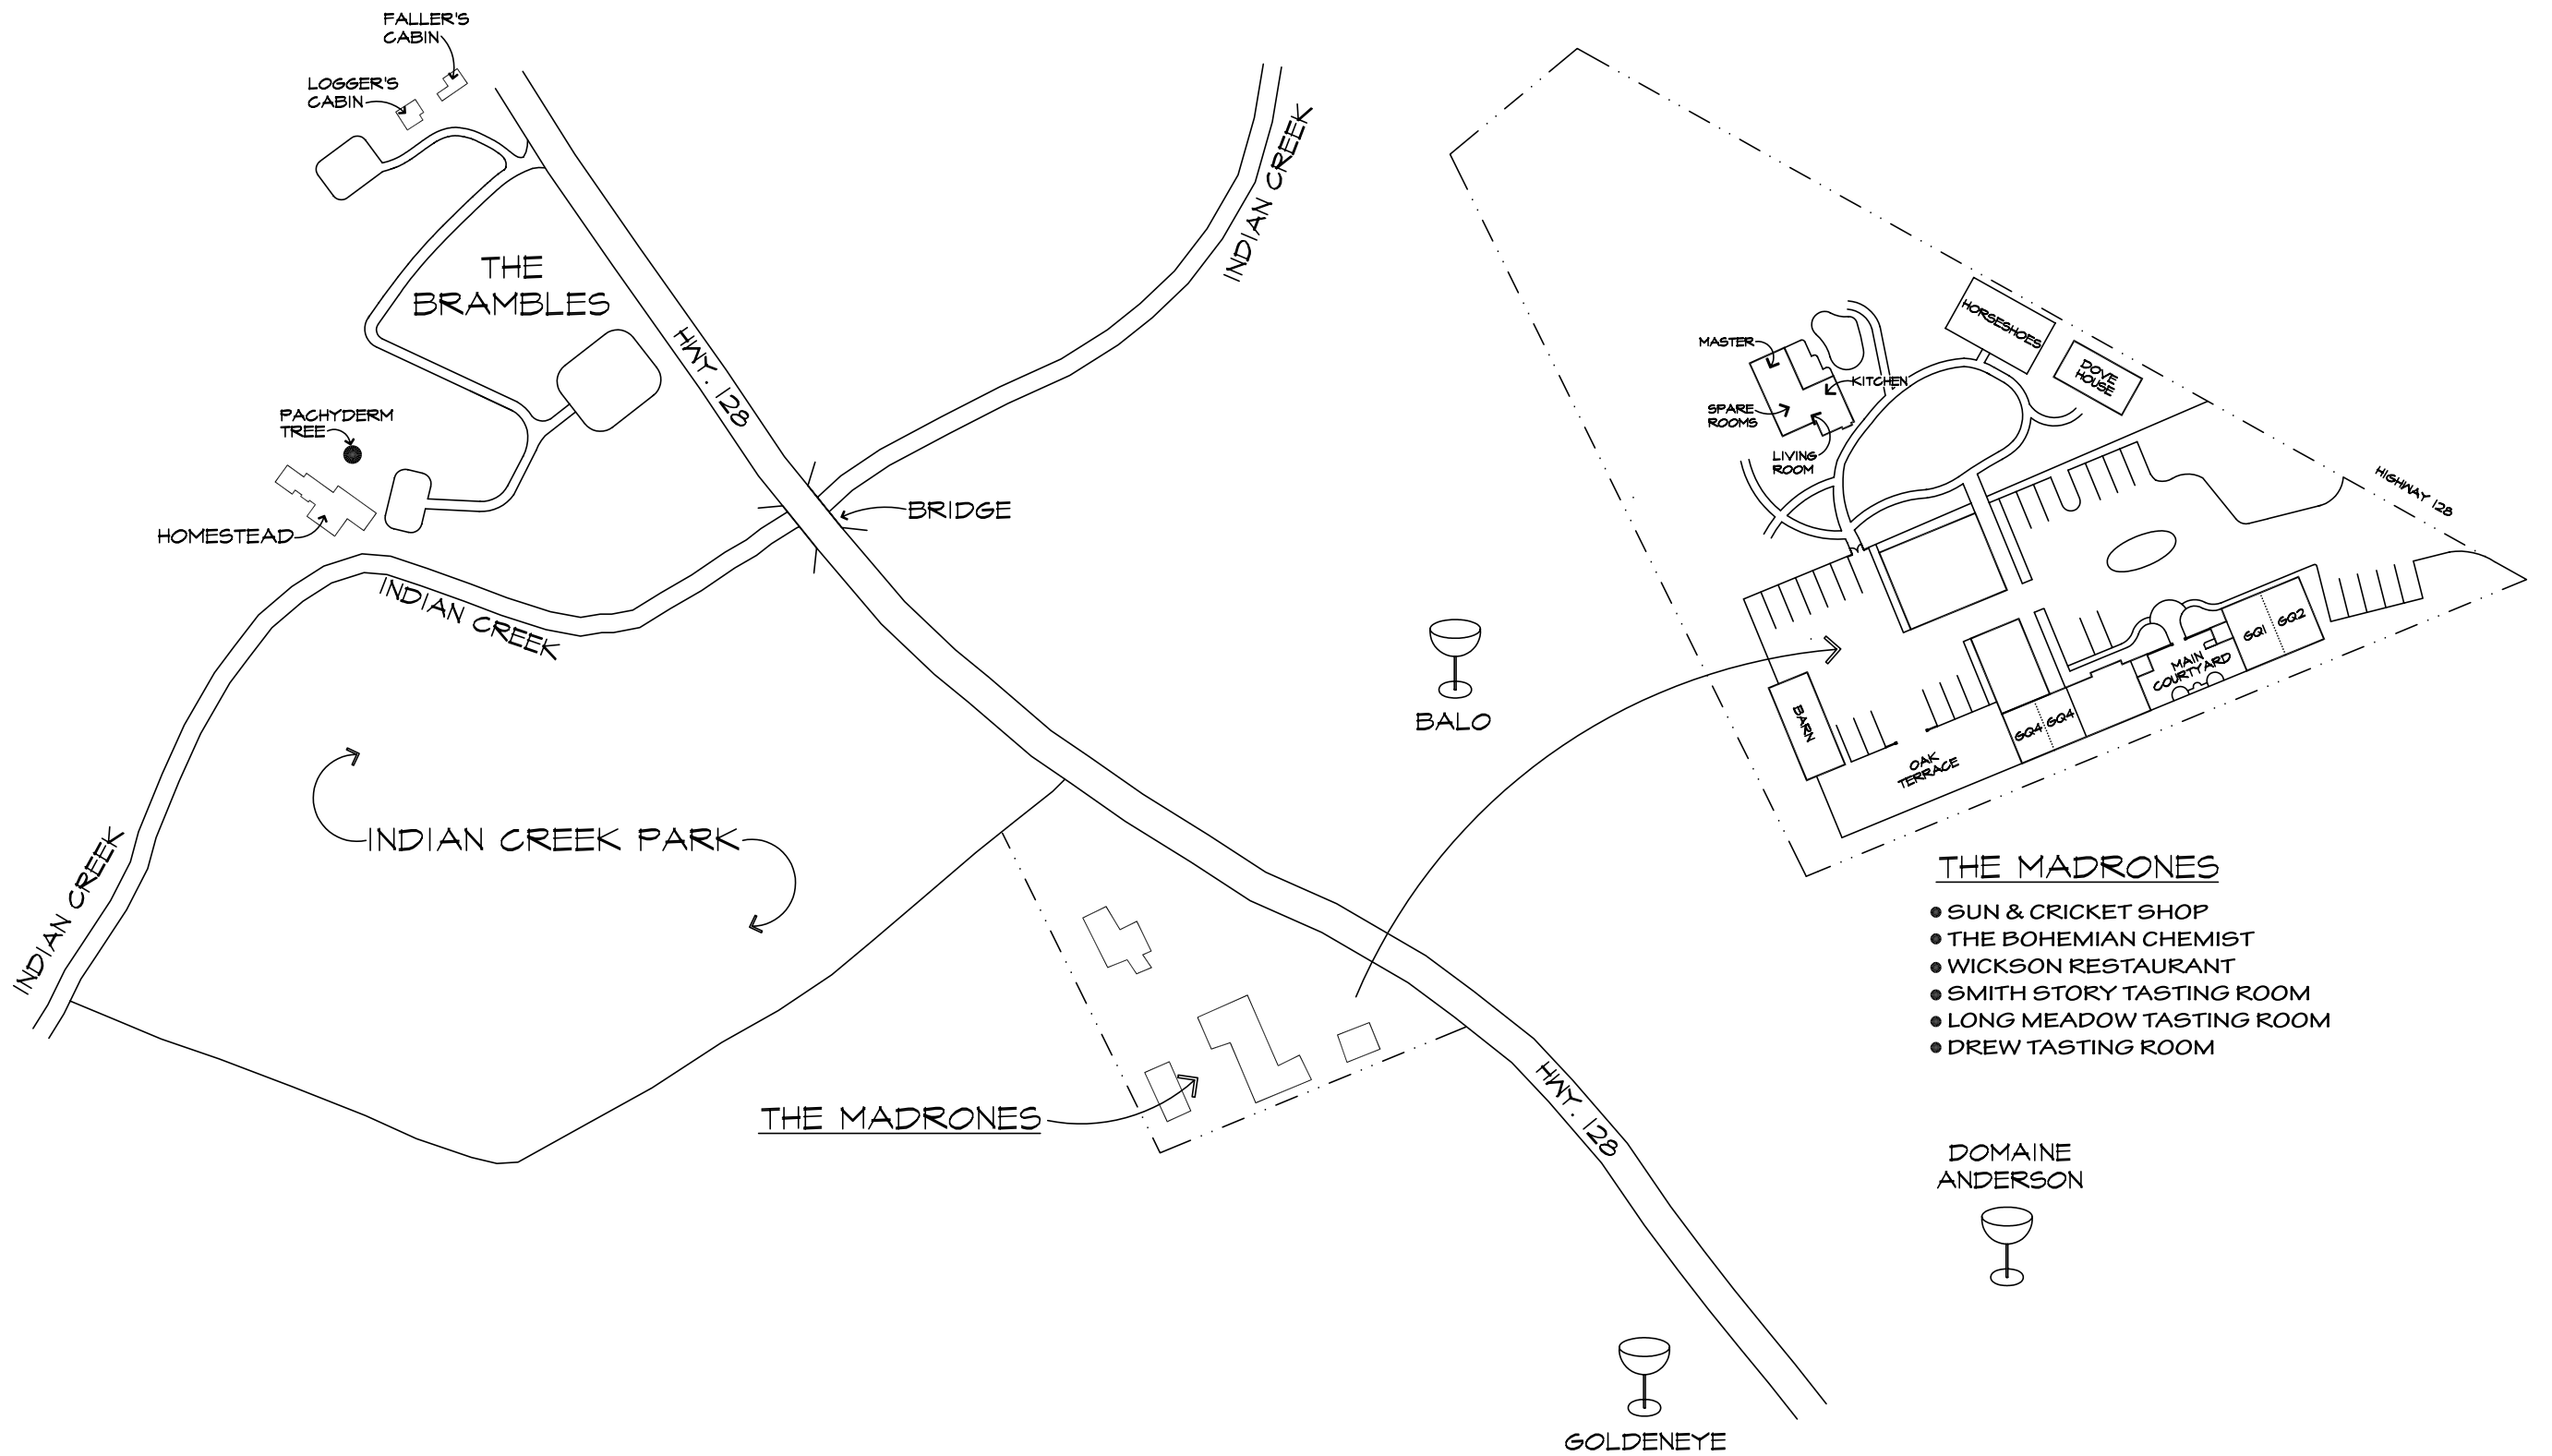 FALLER'S
CABIN
LOGGER'S
CABIN
THE
BRAMBLES
HWY. 128
PACHYDERM
TREE
HOMESTEAD
INDIAN CREEK
BRIDGE
INDIAN CREEK
INDIAN CREEK
INDIAN CREEK PARK
THE MADRONES
HWY. 128
BALO
GOLDENEYE
DOMAINE
ANDERSON
HORSESHOES
DOVE
HOUSE
MASTER
KITCHEN
SPARE
ROOMS
LIVING
ROOM
HIGHWAY 128
GQ1
GQ2
MAIN
COURTYARD
GQ4
GQ4
BARN
OAK
TERRACE
THE MADRONES
SUN & CRICKET SHOP
THE BOHEMIAN CHEMIST
WICKSON RESTAURANT
SMITH STORY TASTING ROOM
LONG MEADOW TASTING ROOM
DREW TASTING ROOM